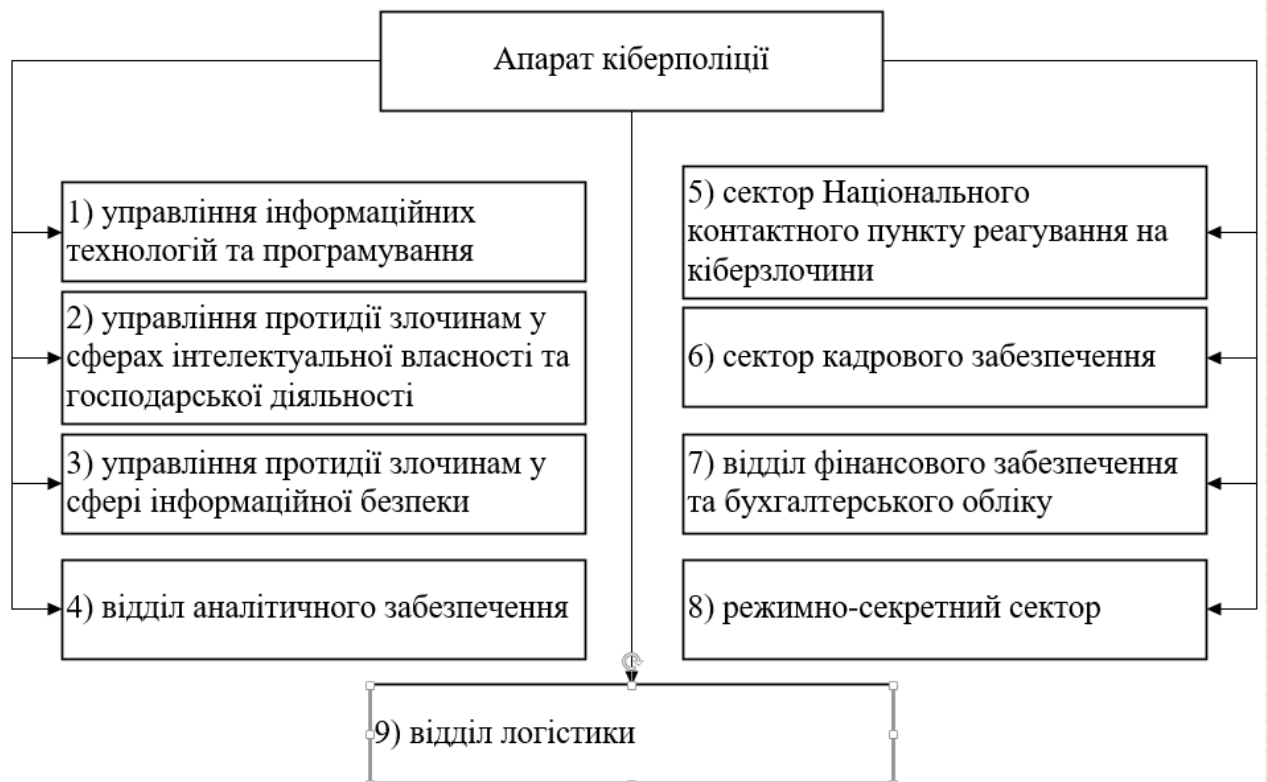 Апарат кіберполіції
1) управління інформаційних
технологій та програмування
2) управління протидії злочинам у
сферах інтелектуальної власності та
господарської діяльності
3) управління протидії злочинам у
сфері інформаційної безпеки
4) відділ аналітичного забезпечення
5) сектор Національного
контактного пункту реагування на
кіберзлочини
6) сектор кадрового забезпечення
7) відділ фінансового забезпечення
та бухгалтерського обліку
8) режимно-секретний сектор
9) відділ логістики